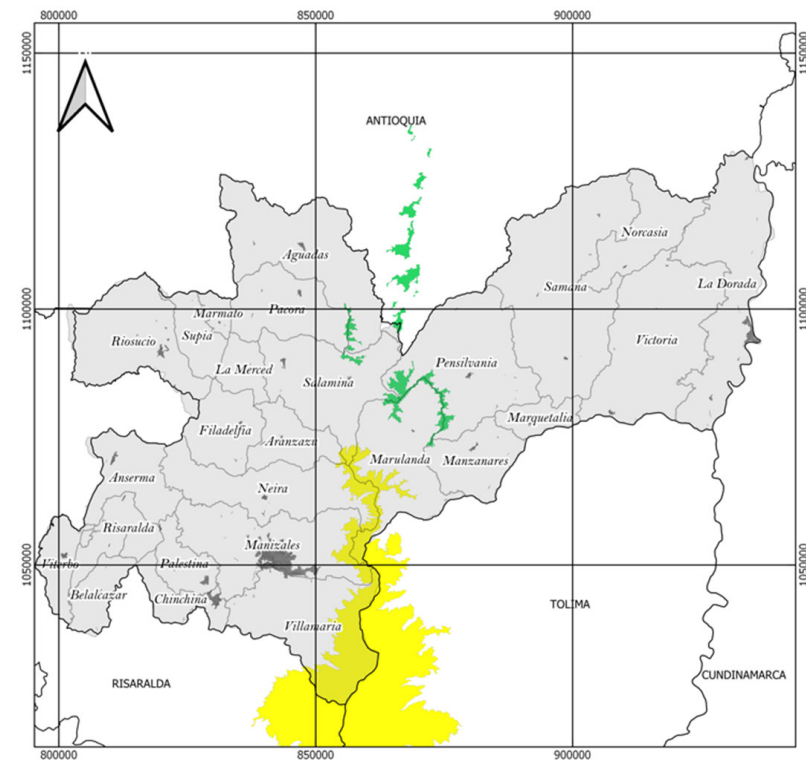 800000 850000 900000
1150000 1150000
ANTIOQUIA
Aguadas
Norcasia
Samana
La Dorada
Pacora
Marmato
1100000 1100000
Supia
Riosucio
Victoria
Pensilvania
La Merced
Salamina
Marquetalia
Filadelfia
Aranzazu
Marulanda
Manzanares
Anserma
Neira
Risaralda
Manizales
Viterbo
Palestina
1050000 1050000
Belalcazar
Chinchina
TOLIMA
Villamaria
CUNDINAMARCA
RISARALDA
800000 850000 900000